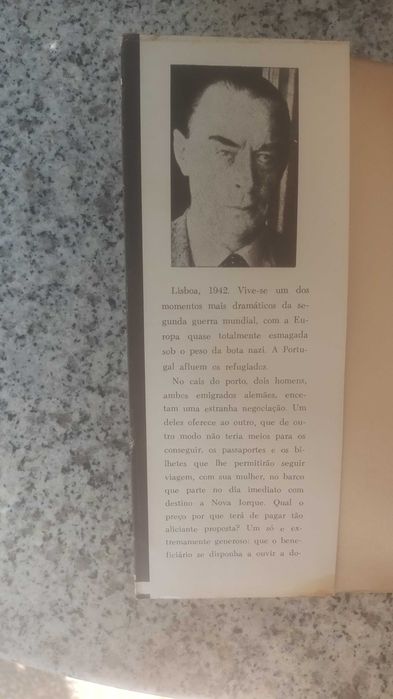 Lisboa, 1942. Vive-se um dos
momentos mais dramáticos da se-
gunda guerra mundial, com a Eu-
ropa quase totalmente esmagada
sob o peso da bota nazi. A Portu-
gal afluem os refugiados.
No cais do porto, dois homens,
ambos emigrados alemães, ence-
tam uma estranha negociação. Um
deles oferece ao outro, que de ou-
tro modo não teria meios para os
conseguir, os passaportes e os bi-
lhetes que lhe permitirão seguir
viagem, com sua mulher, no barco
que parte no dia imediato com
destino a Nova Iorque. Qual o
preço por que terá de pagar tão
aliciante proposta? Um só e ex-
tremamente generoso: que o bene-
ficiário se disponha a ouvir a do-